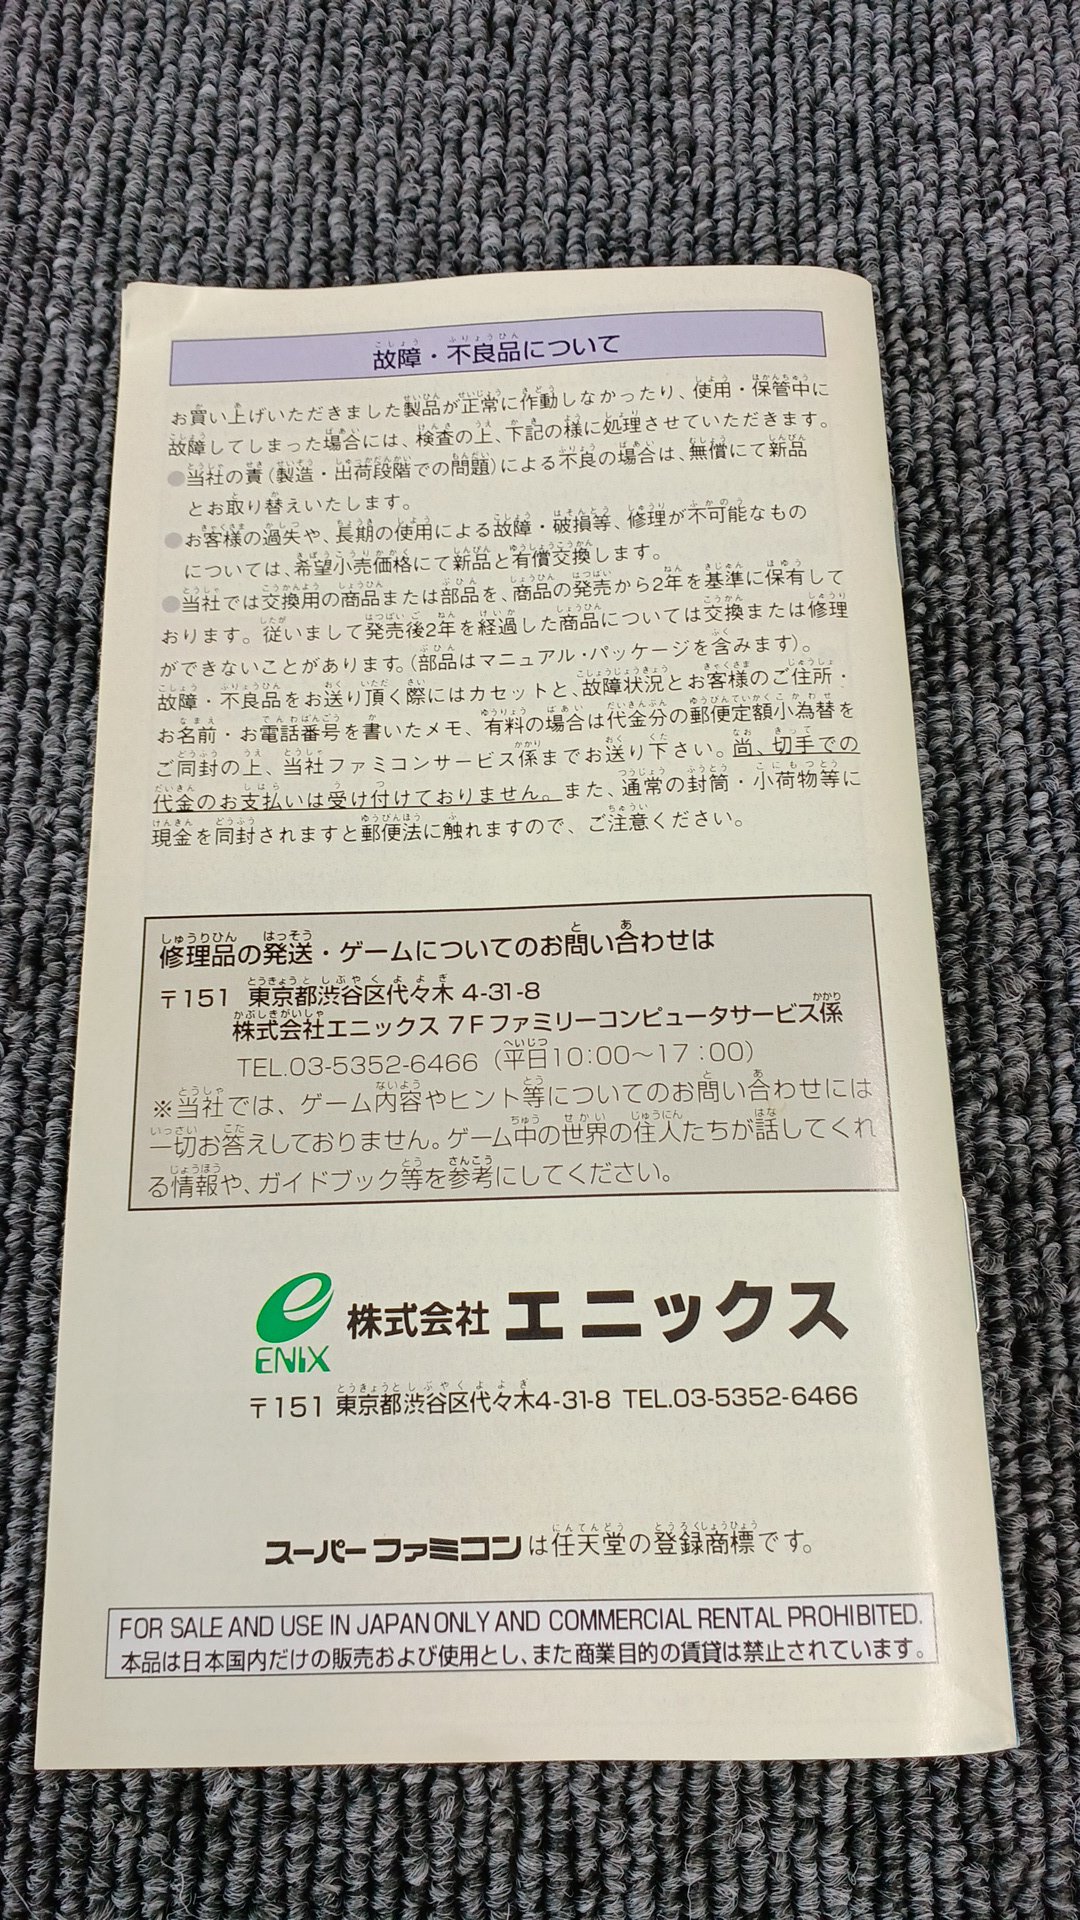 故障・不良品について
お買い上げいただきました製品が正常に作動しなかったり、使用・保管中に
故障してしまった場合には、検査の上、下記の様に処理させていただきます。
●当社の責(製造・出荷段階での問題)による不良の場合は、無償にて新品
とお取り替えいたします。
●お客様の過失や、長期の使用による故障・破損等、修理が不可能なもの
については、希望小売価格にて新品と有償交換します。
●当社では交換用の商品または部品を、商品の発売から2年を基準に保有して
おります。従いまして発売後2年を経過した商品については交換または修理
ができないことがあります。(部品はマニュアル・パッケージを含みます)。
故障・不良品をお送り頂く際にはカセットと、故障状況とお客様のご住所・
お名前・お電話番号を書いたメモ、有料の場合は代金分の郵便定額小為替を
ご同封の上、当社ファミコンサービス係までお送り下さい。尚、切手での
代金のお支払いは受け付けておりません。また、通常の封筒・小荷物等に
現金を同封されますと郵便法に触れますので、ご注意ください。
修理品の発送・ゲームについてのお問い合わせは
〒151 東京都渋谷区代々木 4-31-8
株式会社エニックス 7Fファミリーコンピュータサービス係
TEL.03-5352-6466（平日10:00〜17:00）
※当社では、ゲーム内容やヒント等についてのお問い合わせには
一切お答えしておりません。ゲーム中の世界の住人たちが話してくれ
る情報や、ガイドブック等を参考にしてください。
e 株式会社 エニックス
ENIX
〒151 東京都渋谷区代々木4-31-8 TEL.03-5352-6466
スーパーファミコンは任天堂の登録商標です。
FOR SALE AND USE IN JAPAN ONLY AND COMMERCIAL RENTAL PROHIBITED.
本品は日本国内だけの販売および使用とし、また商業目的の賃貸は禁止されています。